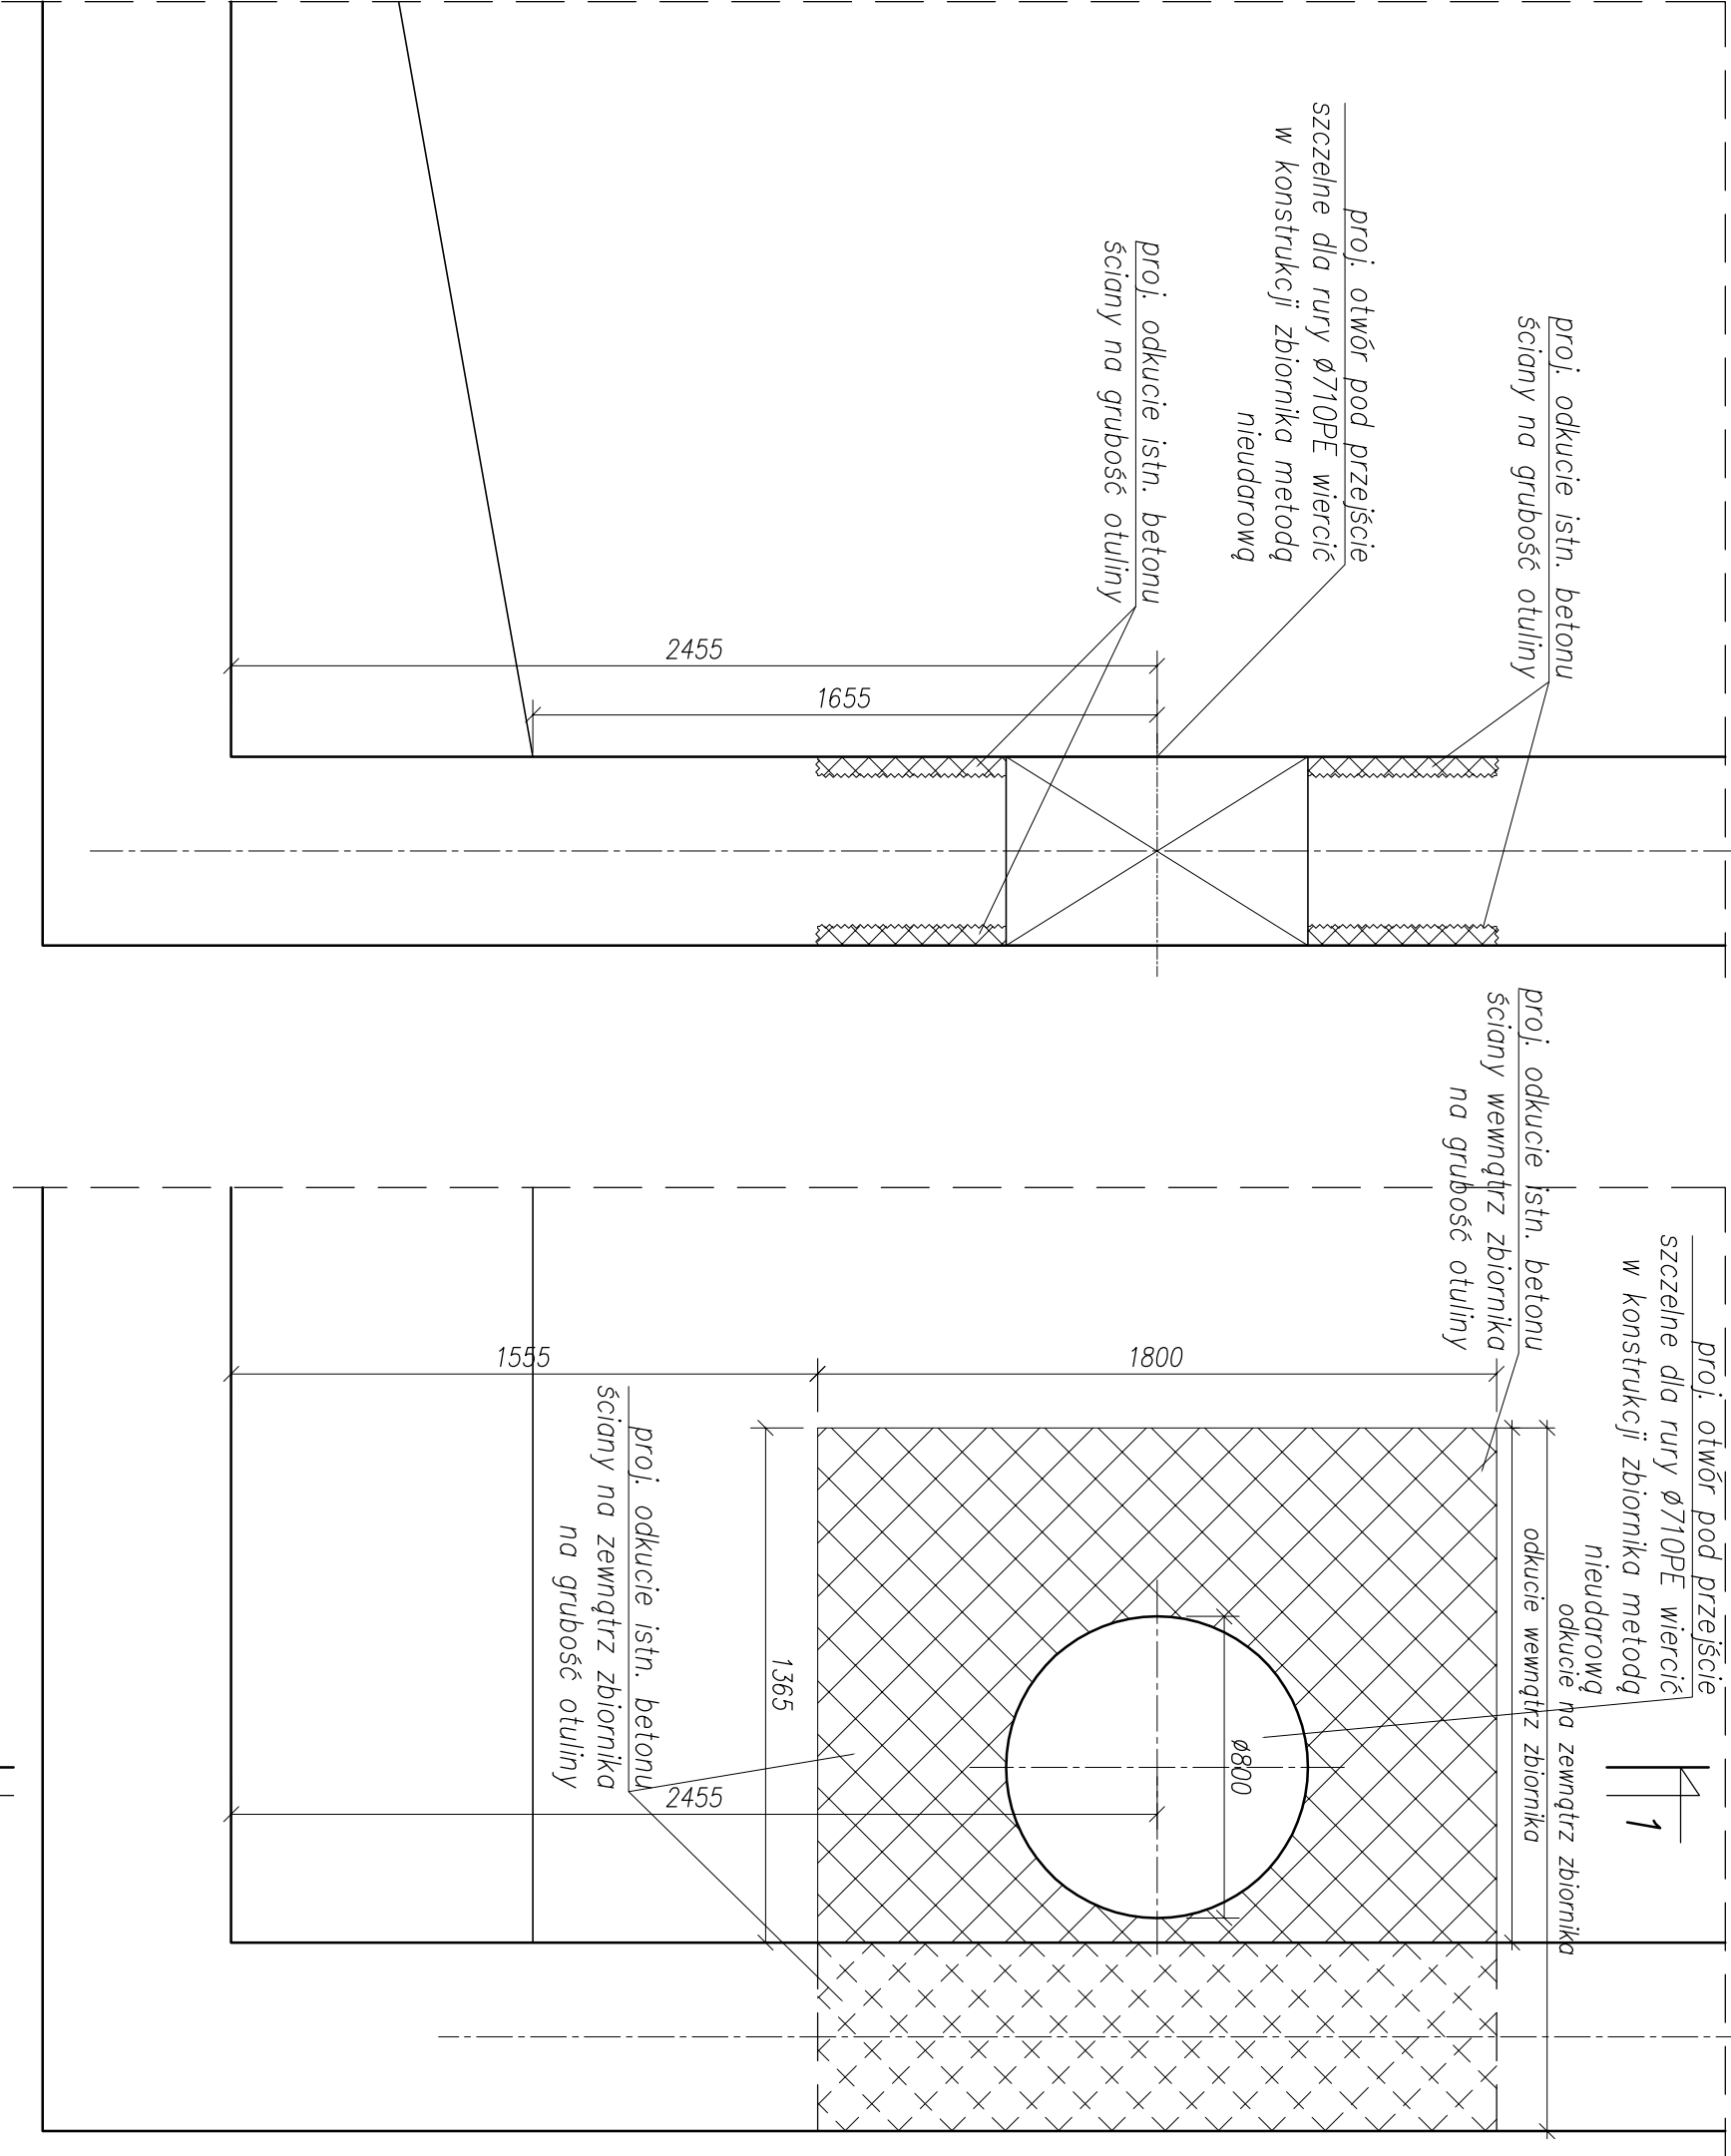 proj. odkucie istn. betonu
ściany na grubość otuliny
proj. otwór pod przejście
szczelne dla rury ø710PE wiercić
w konstrukcji zbiornika metodą
nieudarową
proj. odkucie istn. betonu
ściany na grubość otuliny
2455
1655
proj. odkucie istn. betonu
ściany wewnątrz zbiornika
na grubość otuliny
proj. otwór pod przejście
szczelne dla rury ø710PE wiercić
w konstrukcji zbiornika metodą
nieudarową
odkucie na zewnątrz zbiornika
odkucie wewnątrz zbiornika
1
1555
1800
ø800
1365
2455
proj. odkucie istn. betonu
ściany na zewnątrz zbiornika
na grubość otuliny